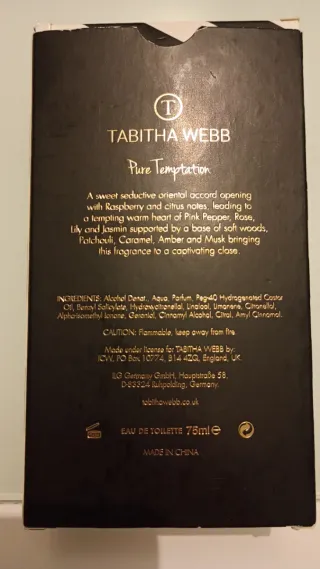 T
TABITHA WEBB
Pure Temptation
A sweet seductive oriental accord opening
with Raspberry and citrus notes, leading to
a tempting warm heart of Pink Pepper, Rose,
Lily and Jasmin supported by a base of soft woods,
Patchouli, Caramel, Amber and Musk bringing
this fragrance to a captivating close.
INGREDIENTS: Alcohol Denat., Aqua, Parfum, Peg-40 Hydrogenated Castor
Oil, Benzyl Salicylate, Hydroxycitronellal, Linalool, Limonene, Citronellol,
Alphaisomethyl Ionone, Geraniol, Cinnamyl Alcohol, Citral, Amyl Cinnamal.
CAUTION: Flammable, keep away from fire.
Made under license for TABITHA WEBB by:
ICW, PO Box 10774, B14 4ZQ, England, UK.
ILG Germany GmbH, Hauptstraße 58,
D-83324 Ruhpolding, Germany.
tabithawebb.co.uk
EAU DE TOILETTE 75ml e
MADE IN CHINA